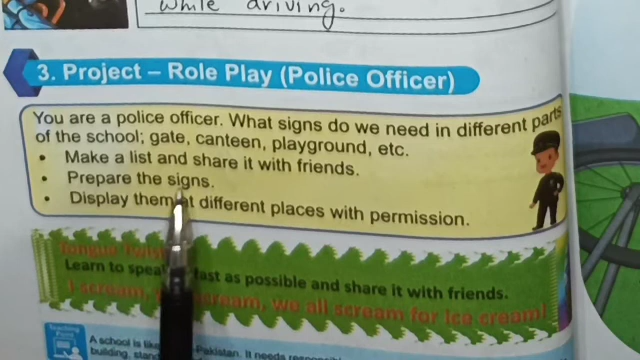 while driving.
3. Project – Role Play (Police Officer)
You are a police officer. What signs do we need in different parts
of the school; gate, canteen, playground, etc.
• Make a list and share it with friends.
• Prepare the signs.
• Display them at different places with permission.
Tongue
Learn to speak fast as possible and share it with friends.
I scream, scream, we all scream for ice cream!
Teaching
A school is like Pakistan. It needs
building,